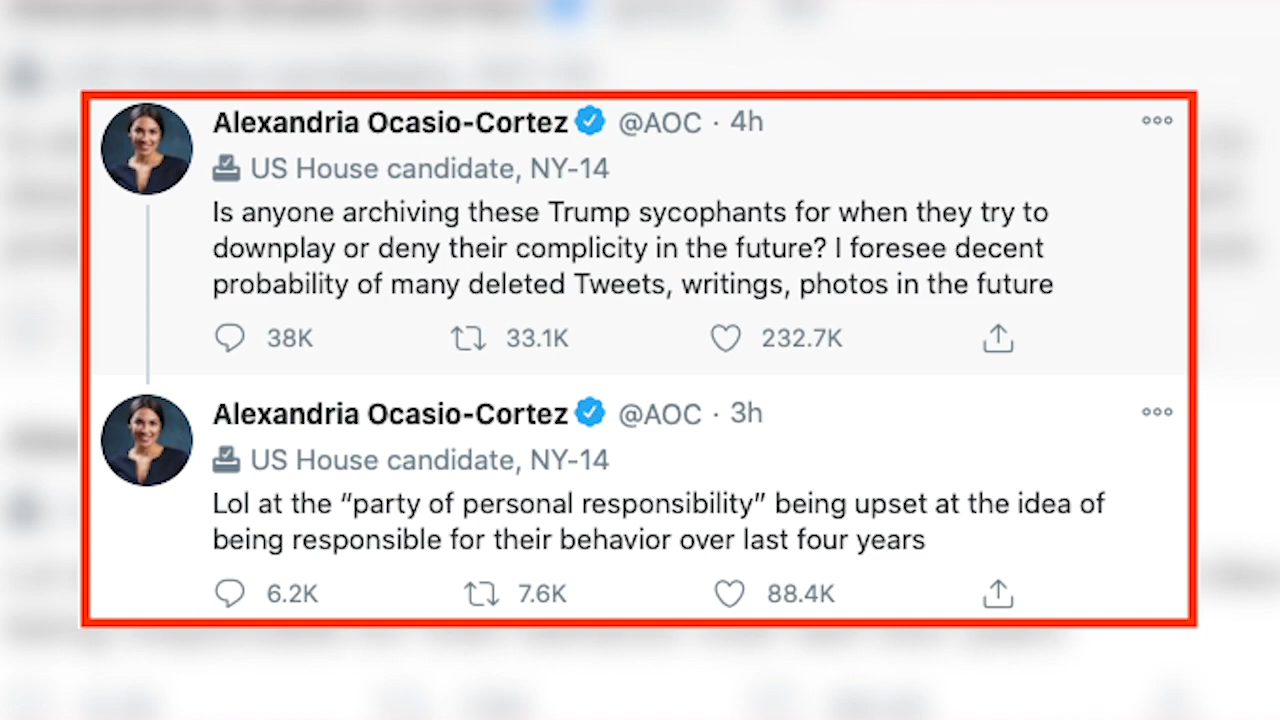 Alexandria Ocasio-Cortez @AOC · 4h
US House candidate, NY-14
Is anyone archiving these Trump sycophants for when they try to
downplay or deny their complicity in the future? I foresee decent
probability of many deleted Tweets, writings, photos in the future
38K 33.1K 232.7K
Alexandria Ocasio-Cortez @AOC · 3h
US House candidate, NY-14
Lol at the “party of personal responsibility” being upset at the idea of
being responsible for their behavior over last four years
6.2K 7.6K 88.4K